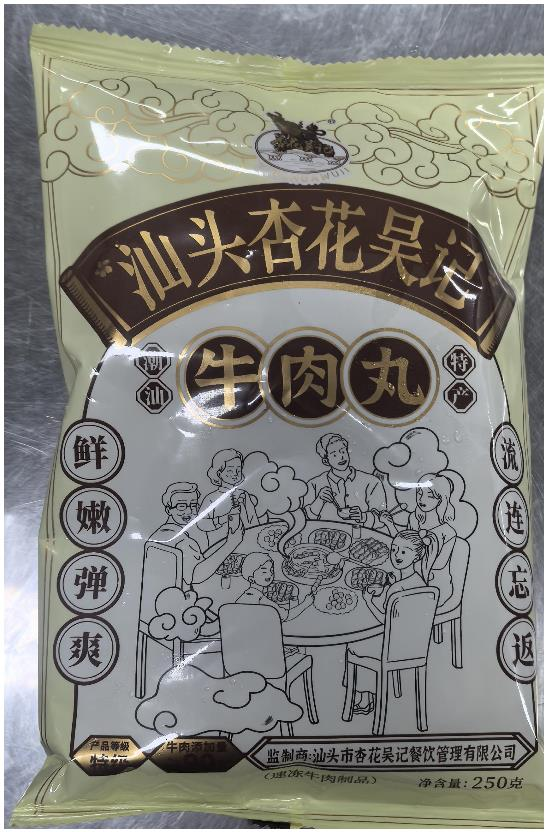 XINGHUAWUJI
汕头杏花吴记
潮汕
牛肉丸
特产
鲜嫩弹爽
流连忘返
产品等级
特级
牛肉添加量
监制商:汕头市杏花吴记餐饮管理有限公司
(速冻牛肉制品)
净含量: 250克